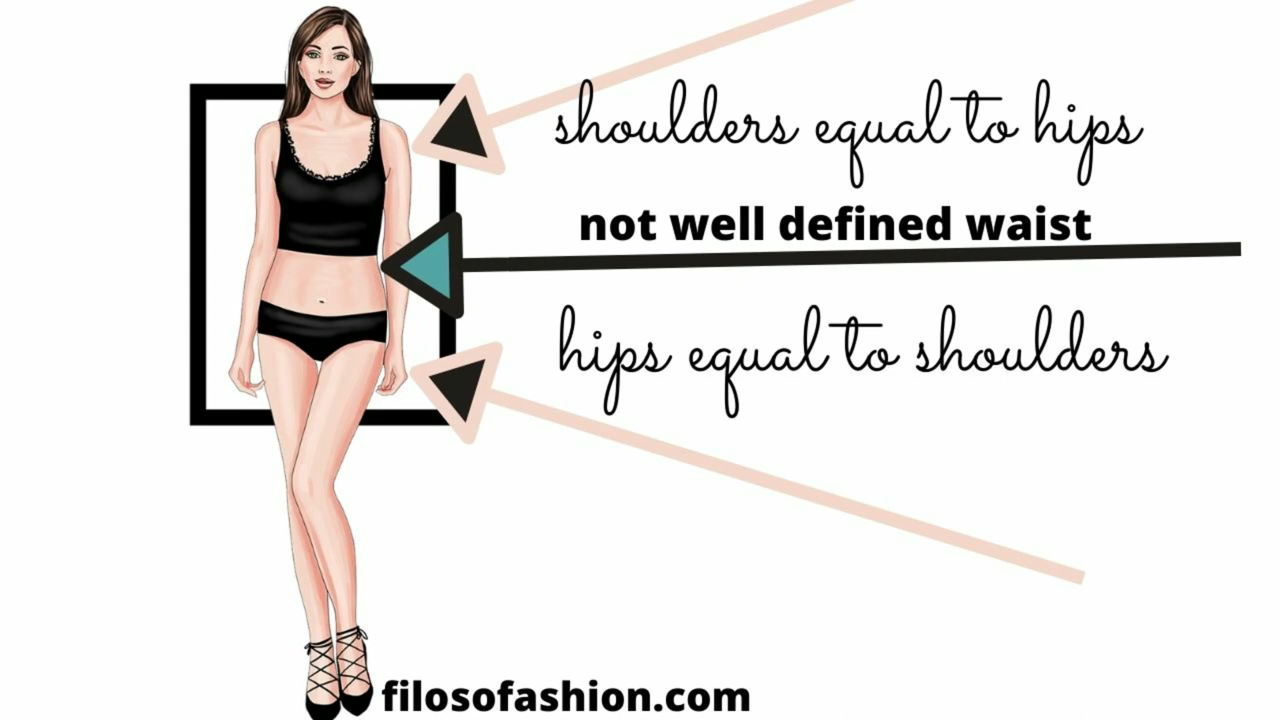 shoulders equal to hips
not well defined waist
hips equal to shoulders
filosofashion.com